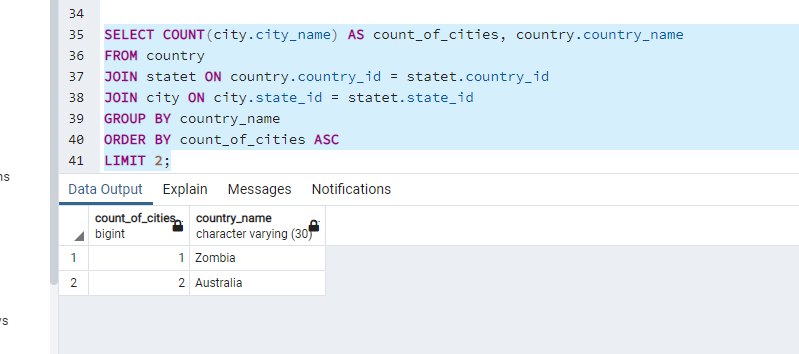 34
35 SELECT COUNT(city.city_name) AS count_of_cities, country.country_name
36 FROM country
37 JOIN statet ON country.country_id = statet.country_id
38 JOIN city ON city.state_id = statet.state_id
39 GROUP BY country_name
40 ORDER BY count_of_cities ASC
41 LIMIT 2;
ns
Data Output Explain Messages Notifications
count_of_cities country_name
bigint character varying (30)
1 1 Zombia
2 2 Australia
vs